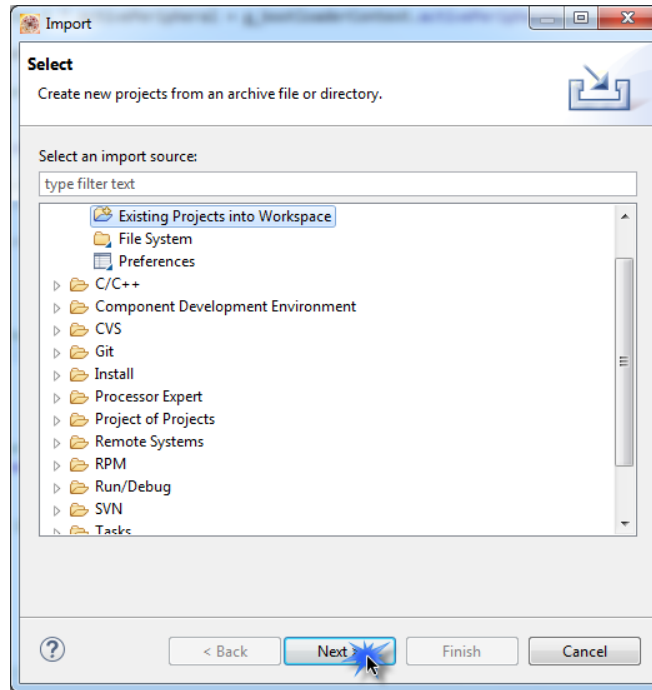 Import
Select
Create new projects from an archive file or directory.
Select an import source:
type filter text
Existing Projects into Workspace
File System
Preferences
C/C++
Component Development Environment
CVS
Git
Install
Processor Expert
Project of Projects
Remote Systems
RPM
Run/Debug
SVN
Tasks
< Back
Next >
Finish
Cancel